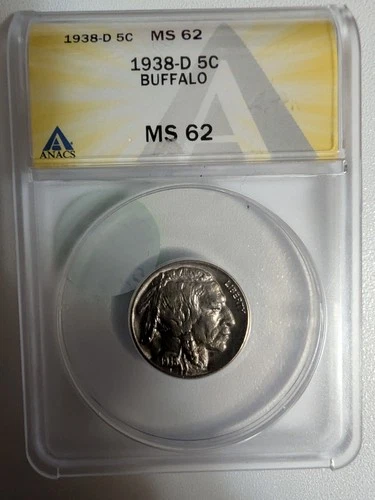 1938-D 5C MS 62
1938-D 5C
BUFFALO
MS 62
ANACS
LIBERTY